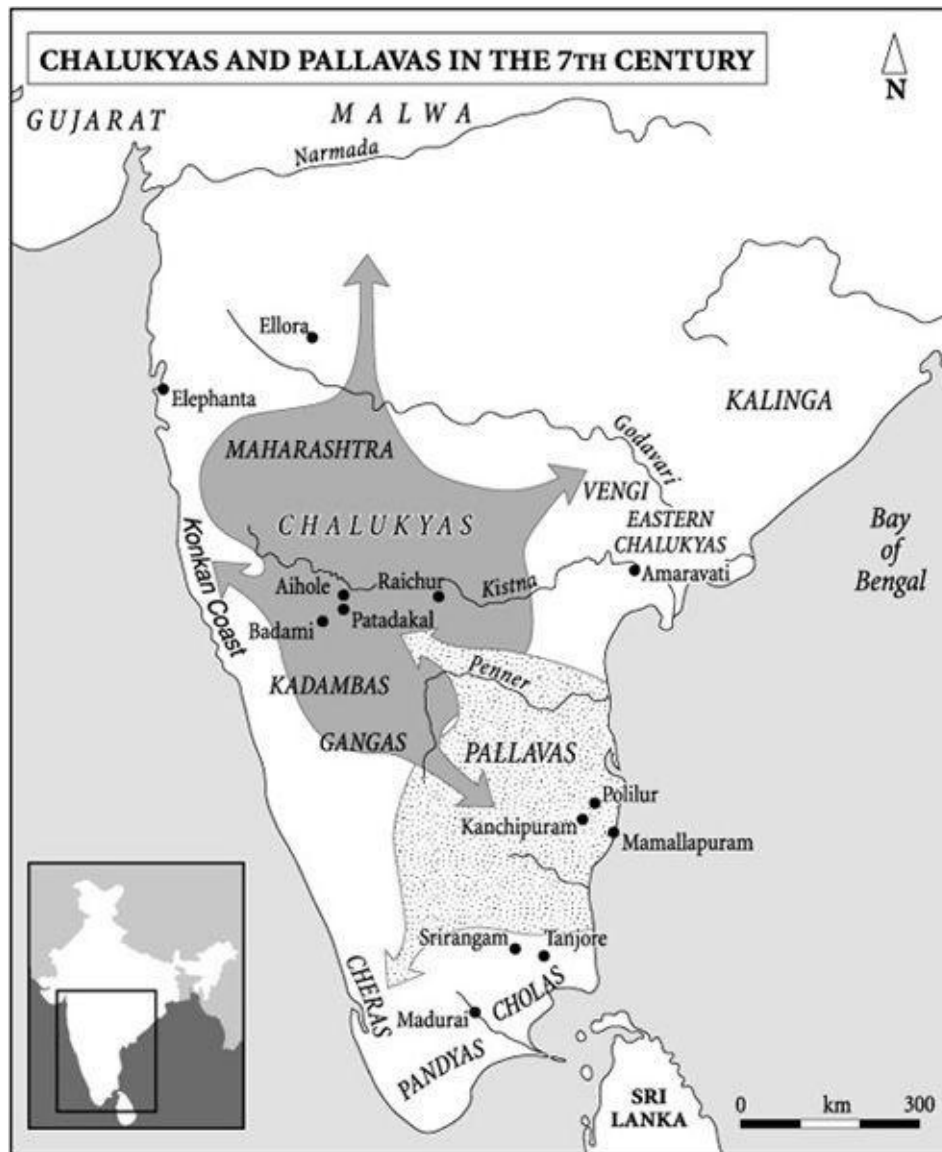 CHALUKYAS AND PALLAVAS IN THE 7TH CENTURY
N
GUJARAT
MALWA
Narmada
Ellora
Elephanta
KALINGA
Godavari
MAHARASHTRA
VENGI
CHALUKYAS
EASTERN
CHALUKYAS
Bay
of
Bengal
Konkan Coast
Aihole
Raichur
Kistna
Amaravati
Badami
Patadakal
Penner
KADAMBAS
GANGAS
PALLAVAS
Polilur
Kanchipuram
Mamallapuram
Srirangam
Tanjore
CHERAS
CHOLAS
Madurai
PANDYAS
SRI
LANKA
0 km 300